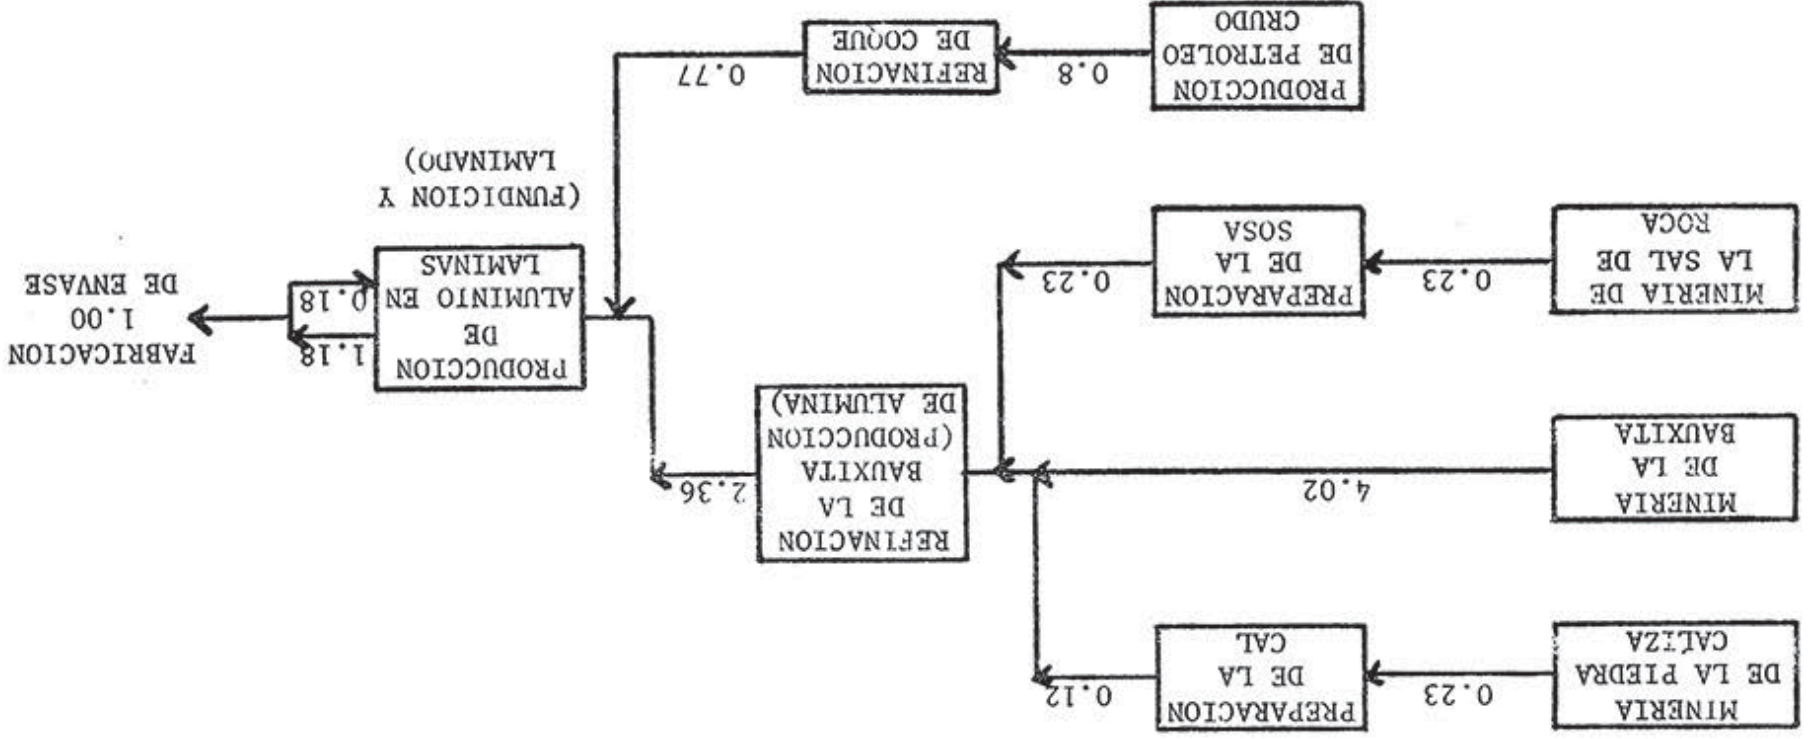 MINERIA
DE LA PIEDRA
CALIZA
0.23
PREPARACION
DE LA
CAL
0.12
MINERIA
DE LA
BAUXITA
4.02
REFINACION
DE LA
BAUXITA
(PRODUCCION
DE ALUMINA)
2.36
MINERIA DE
LA SAL DE
ROCA
0.23
PREPARACION
DE LA
SOSA
0.23
PRODUCCION
DE
ALUMINTO EN
LAMINAS
(FUNDICION Y
LAMINADO)
1.18
0.18
FABRICACION
1.00
DE ENVASE
PRODUCCION
DE PETROLEO
CRUDO
0.8
REFINACION
DE COQUE
0.77